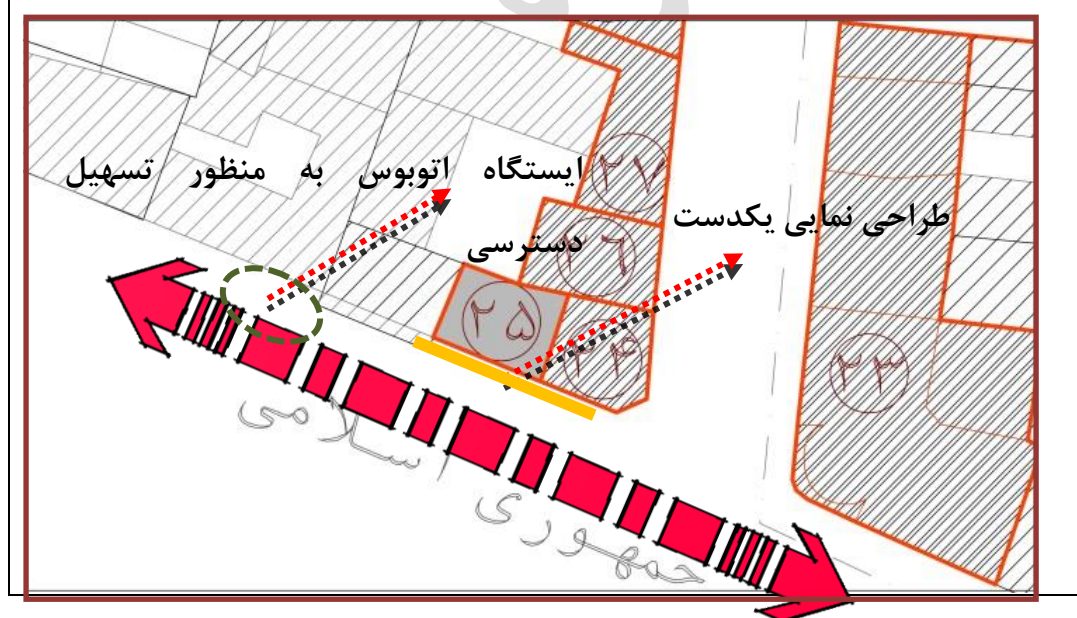 ایستگاه اتوبوس به منظور تسهیل
دسترسی
طراحی نمایی یکدست
۲۷
۲۶
۲۵
۲۴
۲۳
جمهوری اسلامی